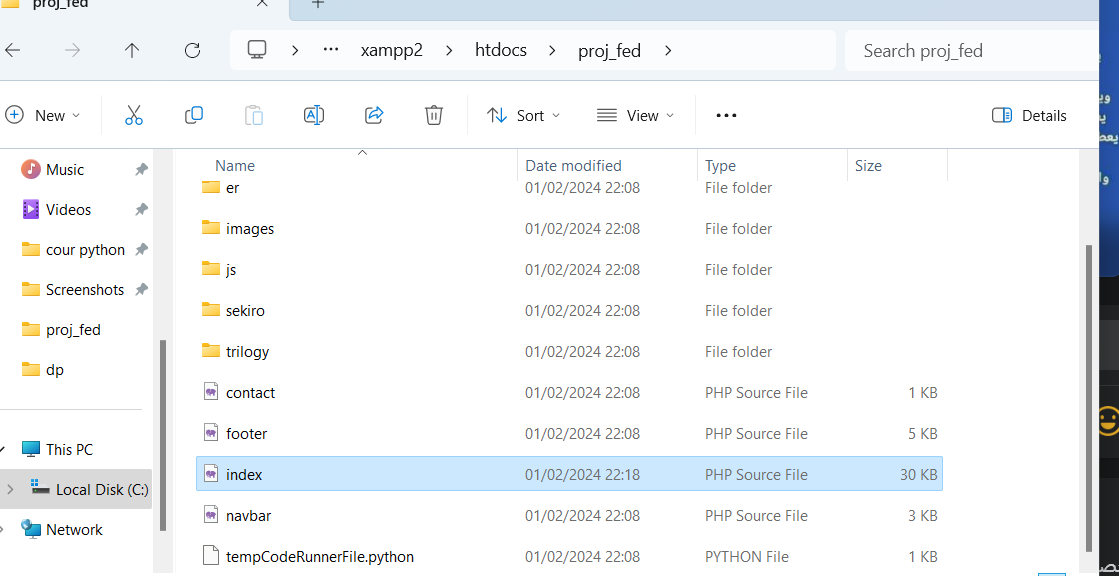 proj_fed
xampp2 htdocs proj_fed
Search proj_fed
New
Sort
View
Details
Name Date modified Type Size
Music
Videos
cour python
Screenshots
proj_fed
dp
This PC
Local Disk (C:)
Network
er 01/02/2024 22:08 File folder
images 01/02/2024 22:08 File folder
js 01/02/2024 22:08 File folder
sekiro 01/02/2024 22:08 File folder
trilogy 01/02/2024 22:08 File folder
contact 01/02/2024 22:08 PHP Source File 1 KB
footer 01/02/2024 22:08 PHP Source File 5 KB
index 01/02/2024 22:18 PHP Source File 30 KB
navbar 01/02/2024 22:08 PHP Source File 3 KB
tempCodeRunnerFile.python 01/02/2024 22:08 PYTHON File 1 KB